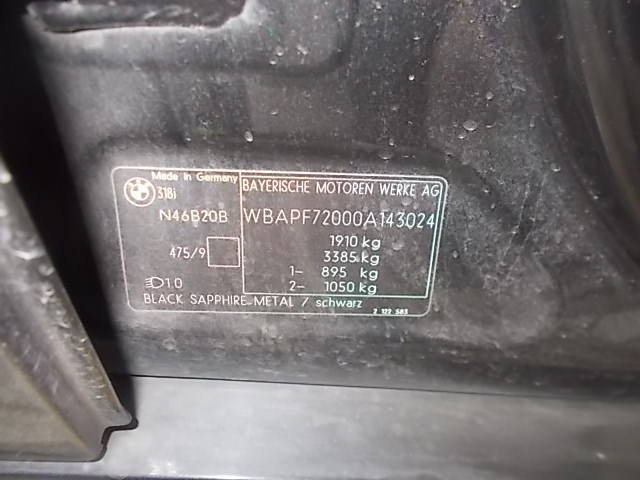 Made in Germany
318i
N46B20B
475/9
1.0
BAYERISCHE MOTOREN WERKE AG
WBAPF72000A143024
1910 kg
3385 kg
1- 895 kg
2- 1050 kg
BLACK SAPPHIRE-METAL / schwarz
2 122 583